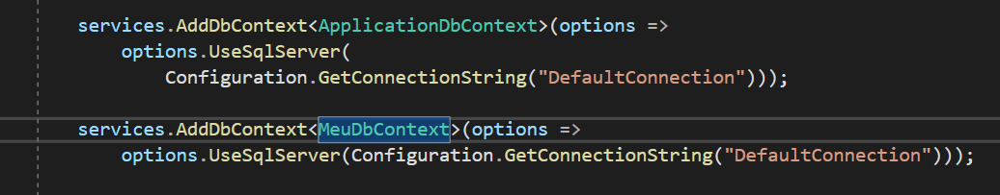 services.AddDbContext<ApplicationDbContext>(options =>
options.UseSqlServer(
Configuration.GetConnectionString("DefaultConnection")));
services.AddDbContext<MeuDbContext>(options =>
options.UseSqlServer(Configuration.GetConnectionString("DefaultConnection")));